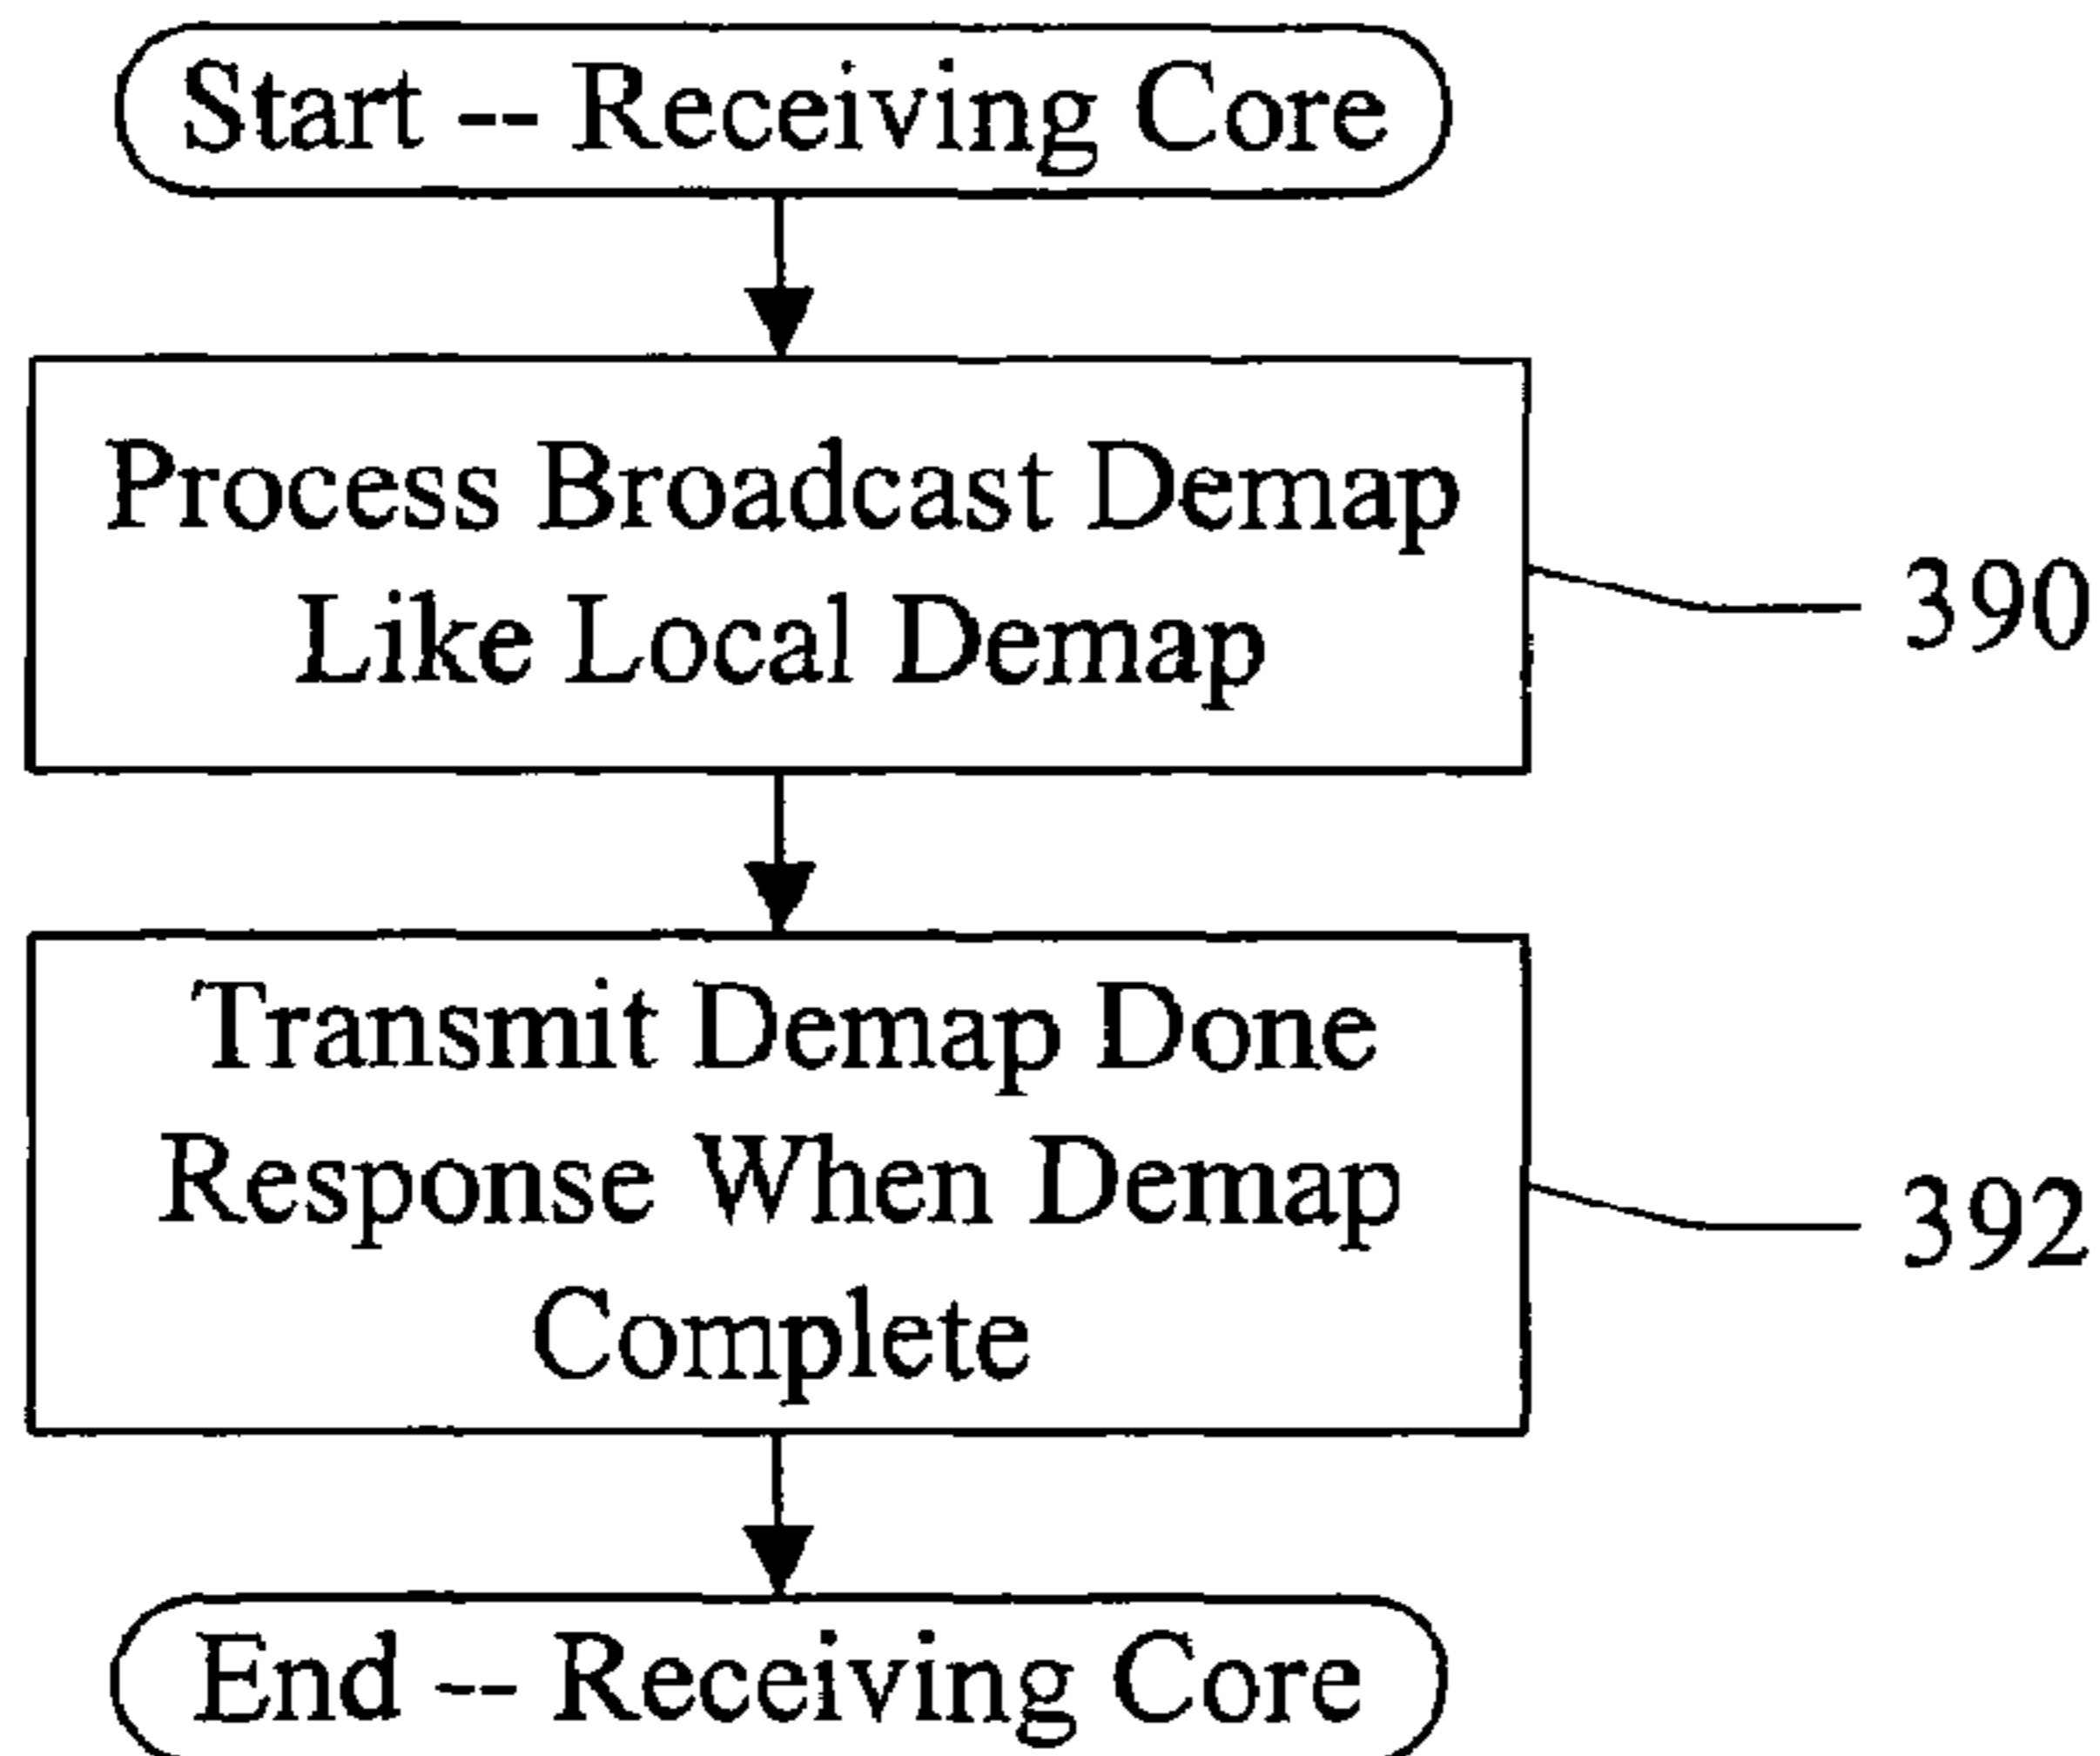 Start -- Receiving Core
Process Broadcast Demap
Like Local Demap
390
Transmit Demap Done
Response When Demap
Complete
392
End -- Receiving Core